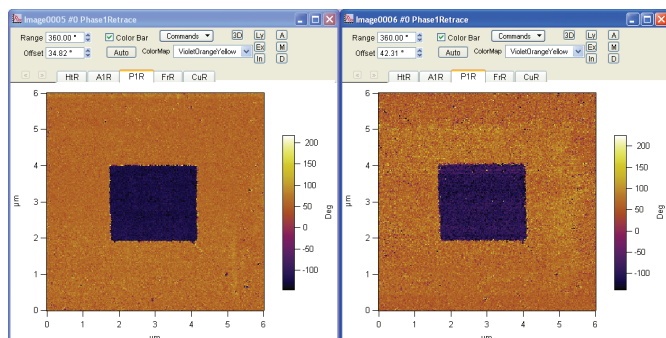 Image0005 #0 Phase1Retrace
Range 360.00° Color Bar Commands 3D Ly A
Offset 34.82° Auto ColorMap VioletOrangeYellow Ex M
In D
HtR A1R P1R FrR CuR
6
5
4
3
2
1
0
µm
0 1 2 3 4 5 6
µm
200
150
100
50
0
-50
-100
Deg
Image0006 #0 Phase1Retrace
Range 360.00° Color Bar Commands 3D Ly A
Offset 42.31° Auto ColorMap VioletOrangeYellow Ex M
In D
HtR A1R P1R FrR CuR
6
5
4
3
2
1
0
µm
0 1 2 3 4 5 6
µm
200
150
100
50
0
-50
-100
Deg